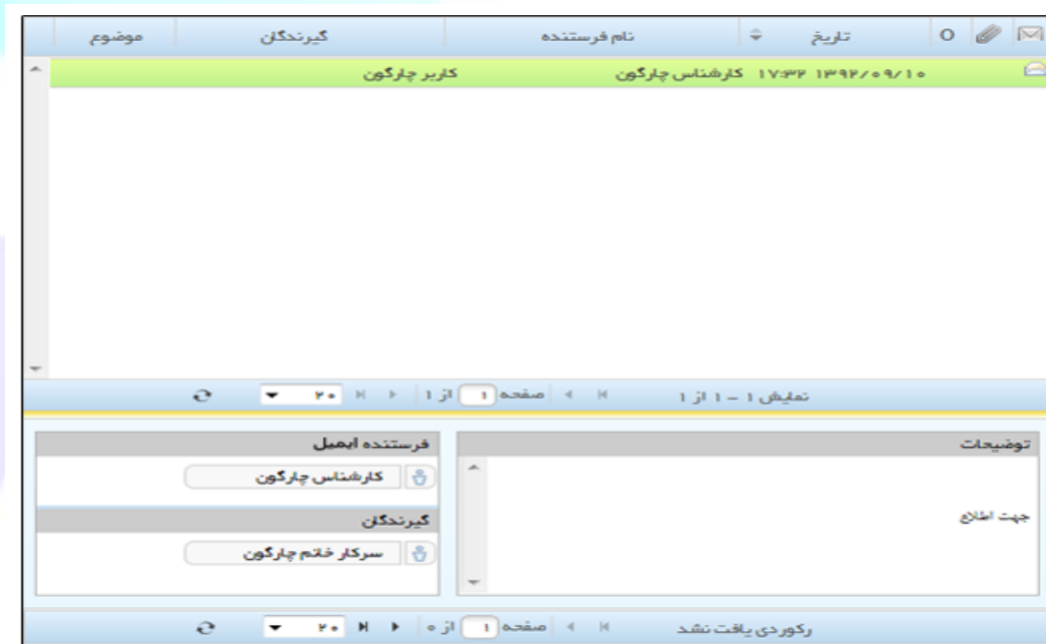 O تاریخ نام فرستنده گیرندگان موضوع
۱۳۹۲/۰۹/۱۰ ۱۷:۳۲ کارشناس چارگون کاربر چارگون
نمایش ۱ – ۱ از ۱ صفحه ۱ از ۱ ۲۰
توضیحات
جهت اطلاع
فرستنده ایمیل
کارشناس چارگون
گیرندگان
سرکار خانم چارگون
رکوردی یافت نشد صفحه ۱ از ۰ ۲۰